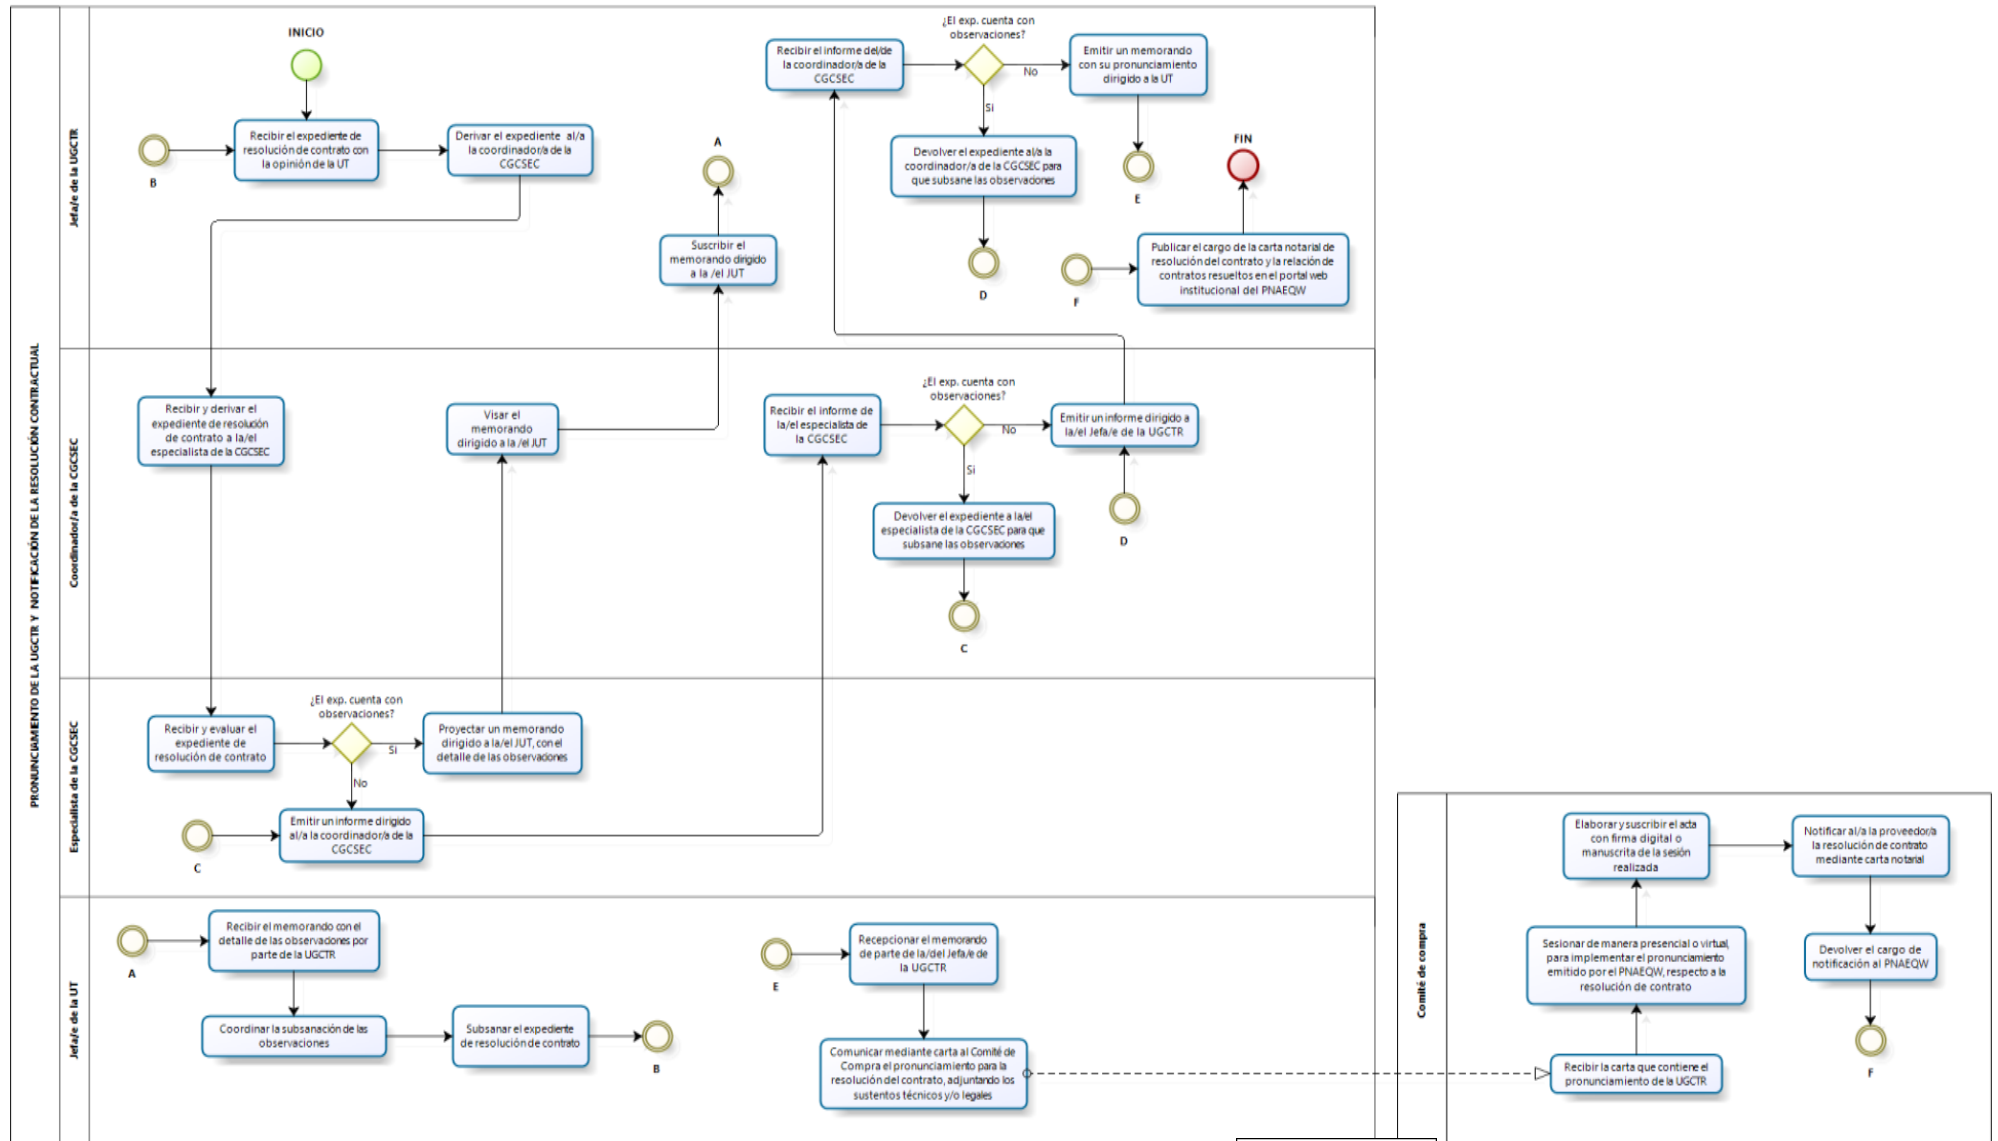 PRONUNCIAMIENTO DE LA UGCTR Y NOTIFICACIÓN DE LA RESOLUCIÓN CONTRACTUAL
Jefa/e de la UGCTR
INICIO
B
Recibir el expediente de
resolución de contrato con
la opinión de la UT
Derivar el expediente al/a
la coordinador/a de la
CGCSEC
A
Suscribir el
memorando dirigido
a la /el JUT
Recibir el informe del/de
la coordinador/a de la
CGCSEC
¿El exp. cuenta con
observaciones?
No
Si
Emitir un memorando
con su pronunciamiento
dirigido a la UT
E
Devolver el expediente al/a la
coordinador/a de la CGCSEC para
que subsane las observaciones
D
FIN
F
Publicar el cargo de la carta notarial de
resolución del contrato y la relación de
contratos resueltos en el portal web
institucional del PNAEQW
Coordinador/a de la CGCSEC
Recibir y derivar el
expediente de resolución
de contrato a la/el
especialista de la CGCSEC
Visar el
memorando
dirigido a la /el JUT
Recibir el informe de
la/el especialista de
la CGCSEC
¿El exp. cuenta con
observaciones?
No
Si
Emitir un informe dirigido a
la/el Jefa/e de la UGCTR
D
Devolver el expediente a la/el
especialista de la CGCSEC para que
subsane las observaciones
C
Especialista de la CGCSEC
Recibir y evaluar el
expediente de
resolución de contrato
¿El exp. cuenta con
observaciones?
Si
No
Proyectar un memorando
dirigido a la/el JUT, con el
detalle de las observaciones
C
Emitir un informe dirigido
al/a la coordinador/a de la
CGCSEC
Jefa/e de la UT
A
Recibir el memorando con el
detalle de las observaciones por
parte de la UGCTR
Coordinar la subsanación de las
observaciones
Subsanar el expediente
de resolución de contrato
B
E
Recepcionar el memorando
de parte de la/del Jefa/e de
la UGCTR
Comunicar mediante carta al Comité de
Compra el pronunciamiento para la
resolución del contrato, adjuntando los
sustentos técnicos y/o legales
Comité de compra
Elaborar y suscribir el acta
con firma digital o
manuscrita de la sesión
realizada
Notificar al/a la proveedor/a
la resolución de contrato
mediante carta notarial
Sesionar de manera presencial o virtual,
para implementar el pronunciamiento
emitido por el PNAEQW, respecto a la
resolución de contrato
Devolver el cargo de
notificación al PNAEQW
Recibir la carta que contiene el
pronunciamiento de la UGCTR
F